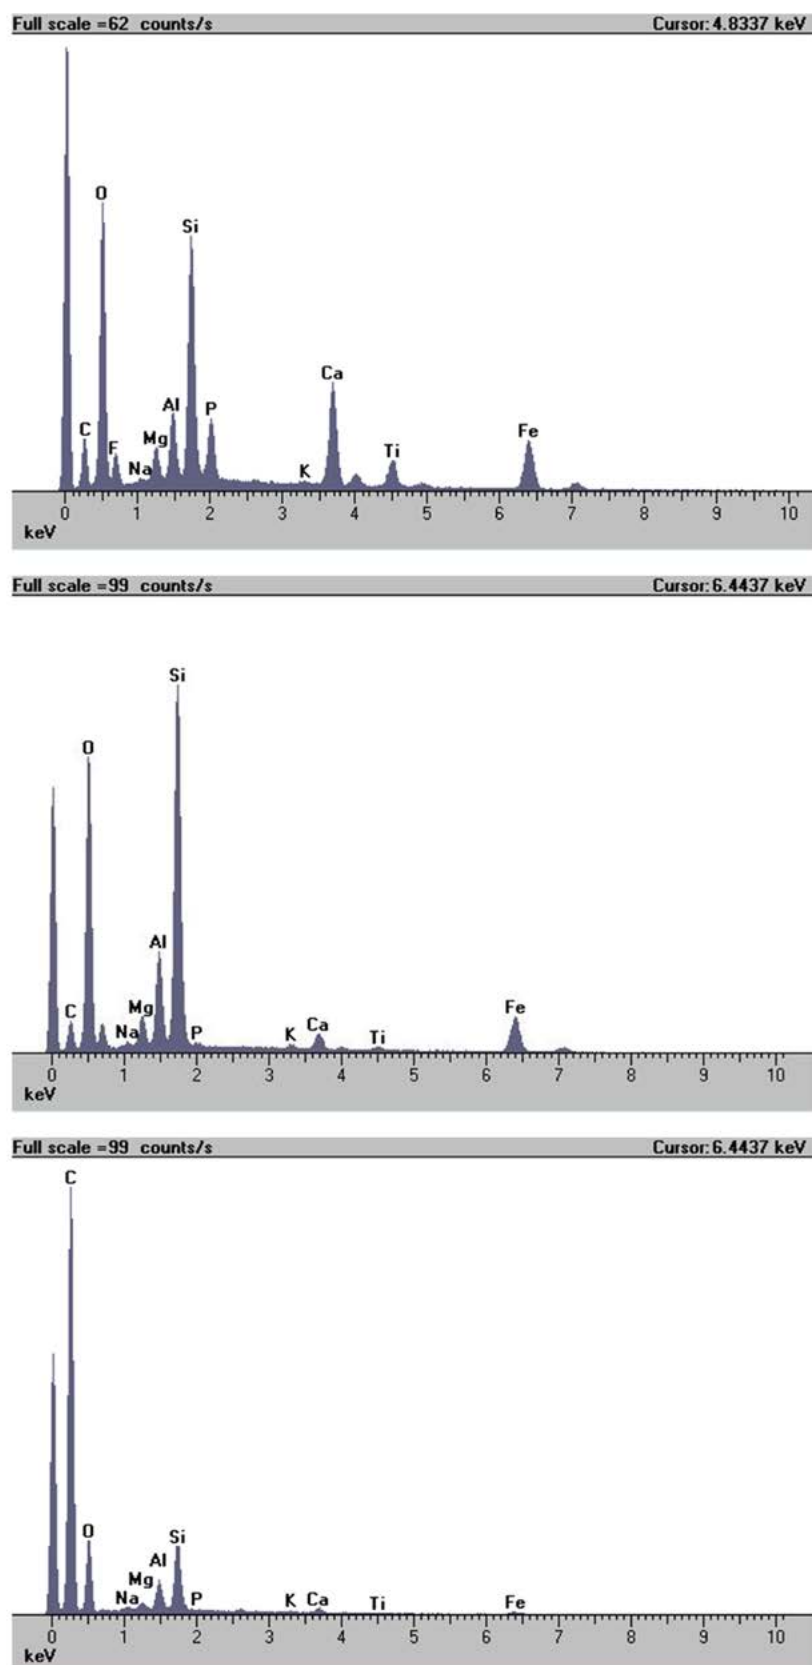 Full scale =62 counts/s Cursor: 4.8337 keV
O
Si
Ca
C F Na Mg Al P K Ti Fe
0 1 2 3 4 5 6 7 8 9 10
keV
Full scale =99 counts/s Cursor: 6.4437 keV
Si
O
Al
C Na Mg P K Ca Ti Fe
0 1 2 3 4 5 6 7 8 9 10
keV
Full scale =99 counts/s Cursor: 6.4437 keV
C
O Si
Na Mg Al P K Ca Ti Fe
0 1 2 3 4 5 6 7 8 9 10
keV